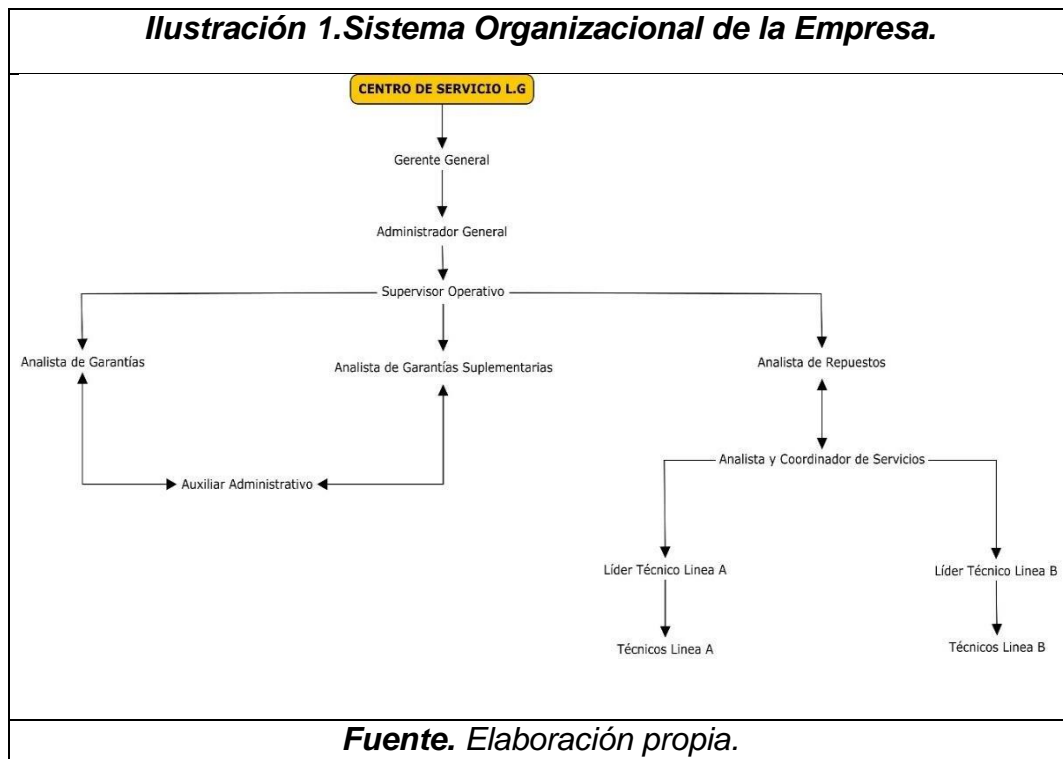 Ilustración 1.Sistema Organizacional de la Empresa.
CENTRO DE SERVICIO L.G
Gerente General
Administrador General
Supervisor Operativo
Analista de Garantías
Analista de Garantías Suplementarias
Analista de Repuestos
Analista y Coordinador de Servicios
Auxiliar Administrativo
Líder Técnico Linea A
Líder Técnico Linea B
Técnicos Linea A
Técnicos Linea B
Fuente. Elaboración propia.